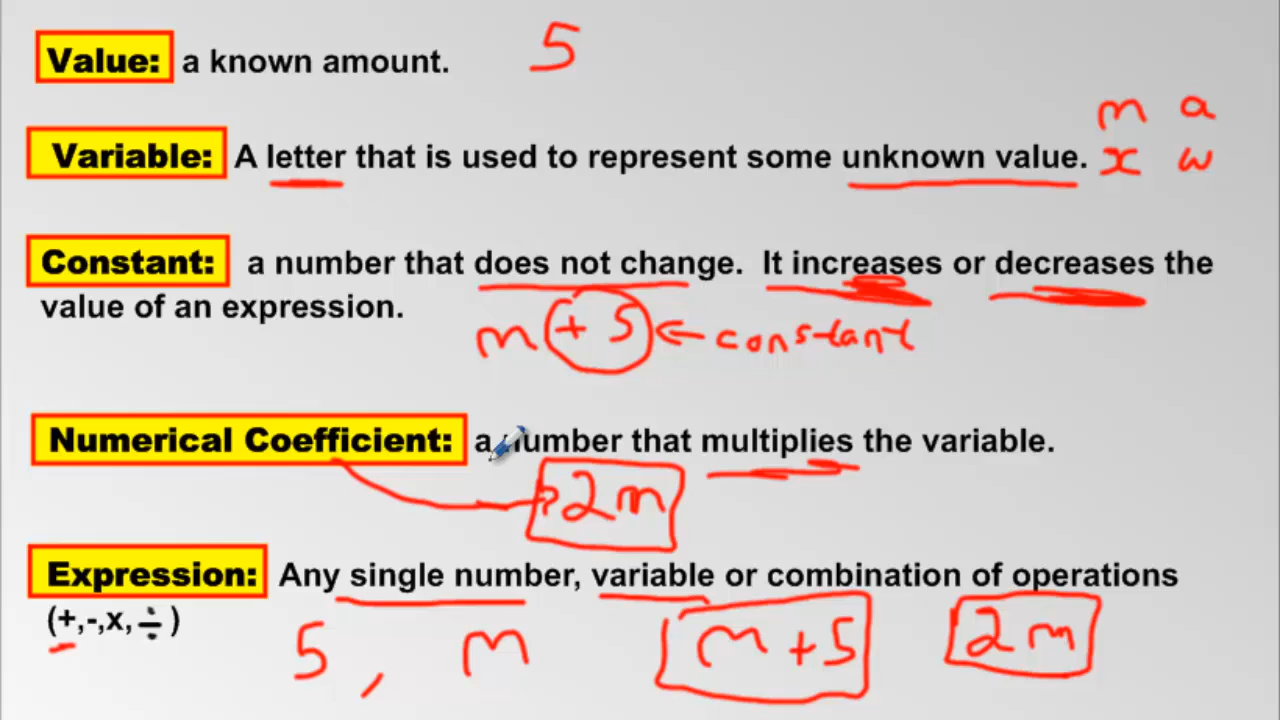 Value: a known amount. 5
m a
Variable: A letter that is used to represent some unknown value. x w
Constant: a number that does not change. It increases or decreases the
value of an expression.
m + 5 ← constant
Numerical Coefficient: a number that multiplies the variable.
2m
Expression: Any single number, variable or combination of operations
(+,-,x,÷)
5 , m m + 5 2m